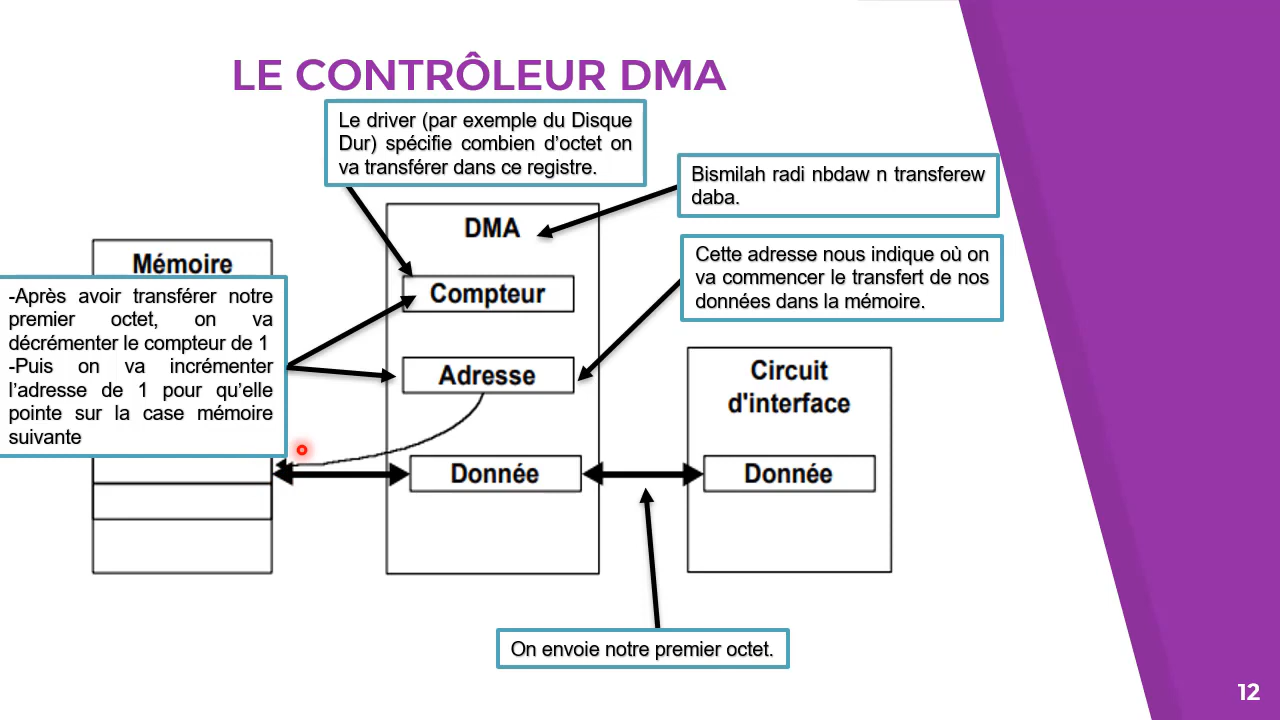 LE CONTRÔLEUR DMA
Le driver (par exemple du Disque
Dur) spécifie combien d'octet on
va transférer dans ce registre.
Bismilah radi nbdaw n transferew
daba.
DMA
Cette adresse nous indique où on
va commencer le transfert de nos
données dans la mémoire.
Mémoire
Compteur
-Après avoir transférer notre
premier octet, on va
décrémenter le compteur de 1
-Puis on va incrémenter
l'adresse de 1 pour qu'elle
pointe sur la case mémoire
suivante
Adresse
Circuit
d'interface
Donnée
Donnée
On envoie notre premier octet.
12